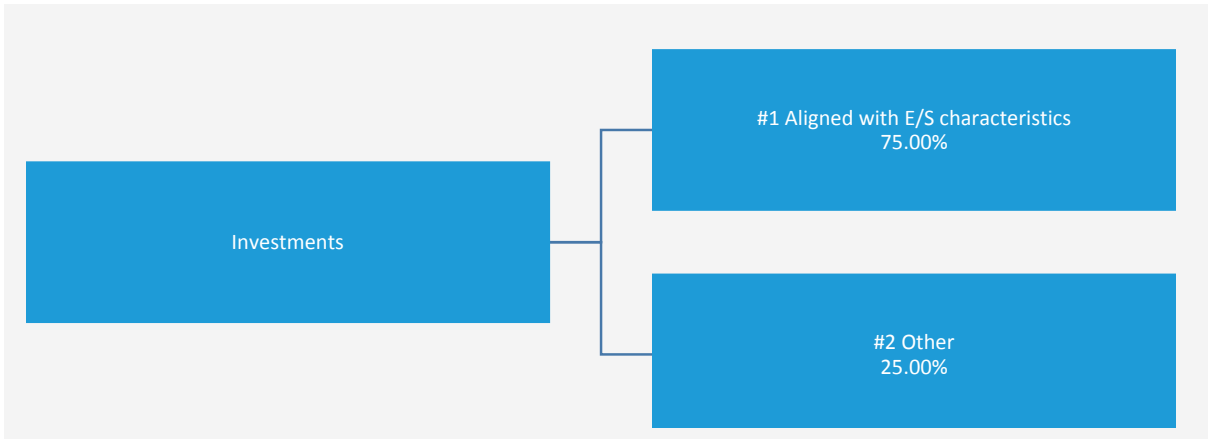 #1 Aligned with E/S characteristics
75.00%
Investments
#2 Other
25.00%